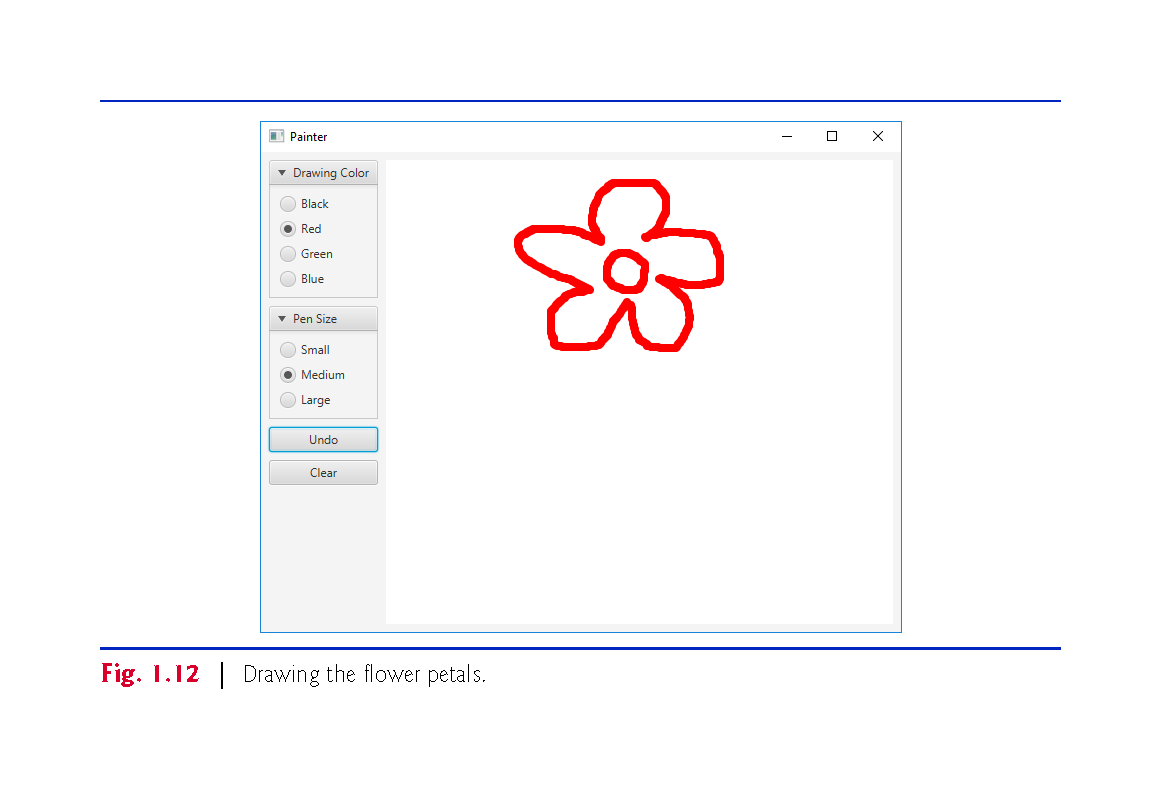 Painter
Drawing Color
Black
Red
Green
Blue
Pen Size
Small
Medium
Large
Undo
Clear
Fig. 1.12 | Drawing the flower petals.